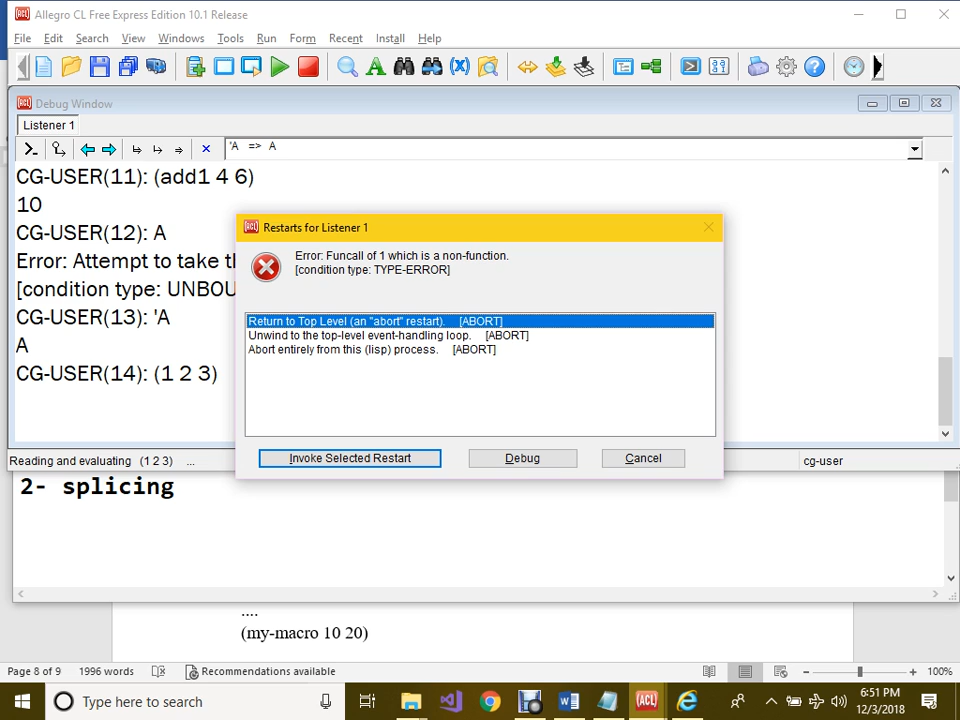 Allegro CL Free Express Edition 10.1 Release
File Edit Search View Windows Tools Run Form Recent Install Help
Debug Window
Listener 1
'A => A
CG-USER(11): (add1 4 6)
10
CG-USER(12): A
Error: Attempt to take th
[condition type: UNBOU
CG-USER(13): 'A
A
CG-USER(14): (1 2 3)
Restarts for Listener 1
Error: Funcall of 1 which is a non-function.
[condition type: TYPE-ERROR]
Return to Top Level (an "abort" restart). [ABORT]
Unwind to the top-level event-handling loop. [ABORT]
Abort entirely from this (lisp) process. [ABORT]
Invoke Selected Restart Debug Cancel
Reading and evaluating (1 2 3) ... cg-user
2- splicing
....
(my-macro 10 20)
Page 8 of 9 1996 words Recommendations available 100%
Type here to search
6:51 PM
12/3/2018